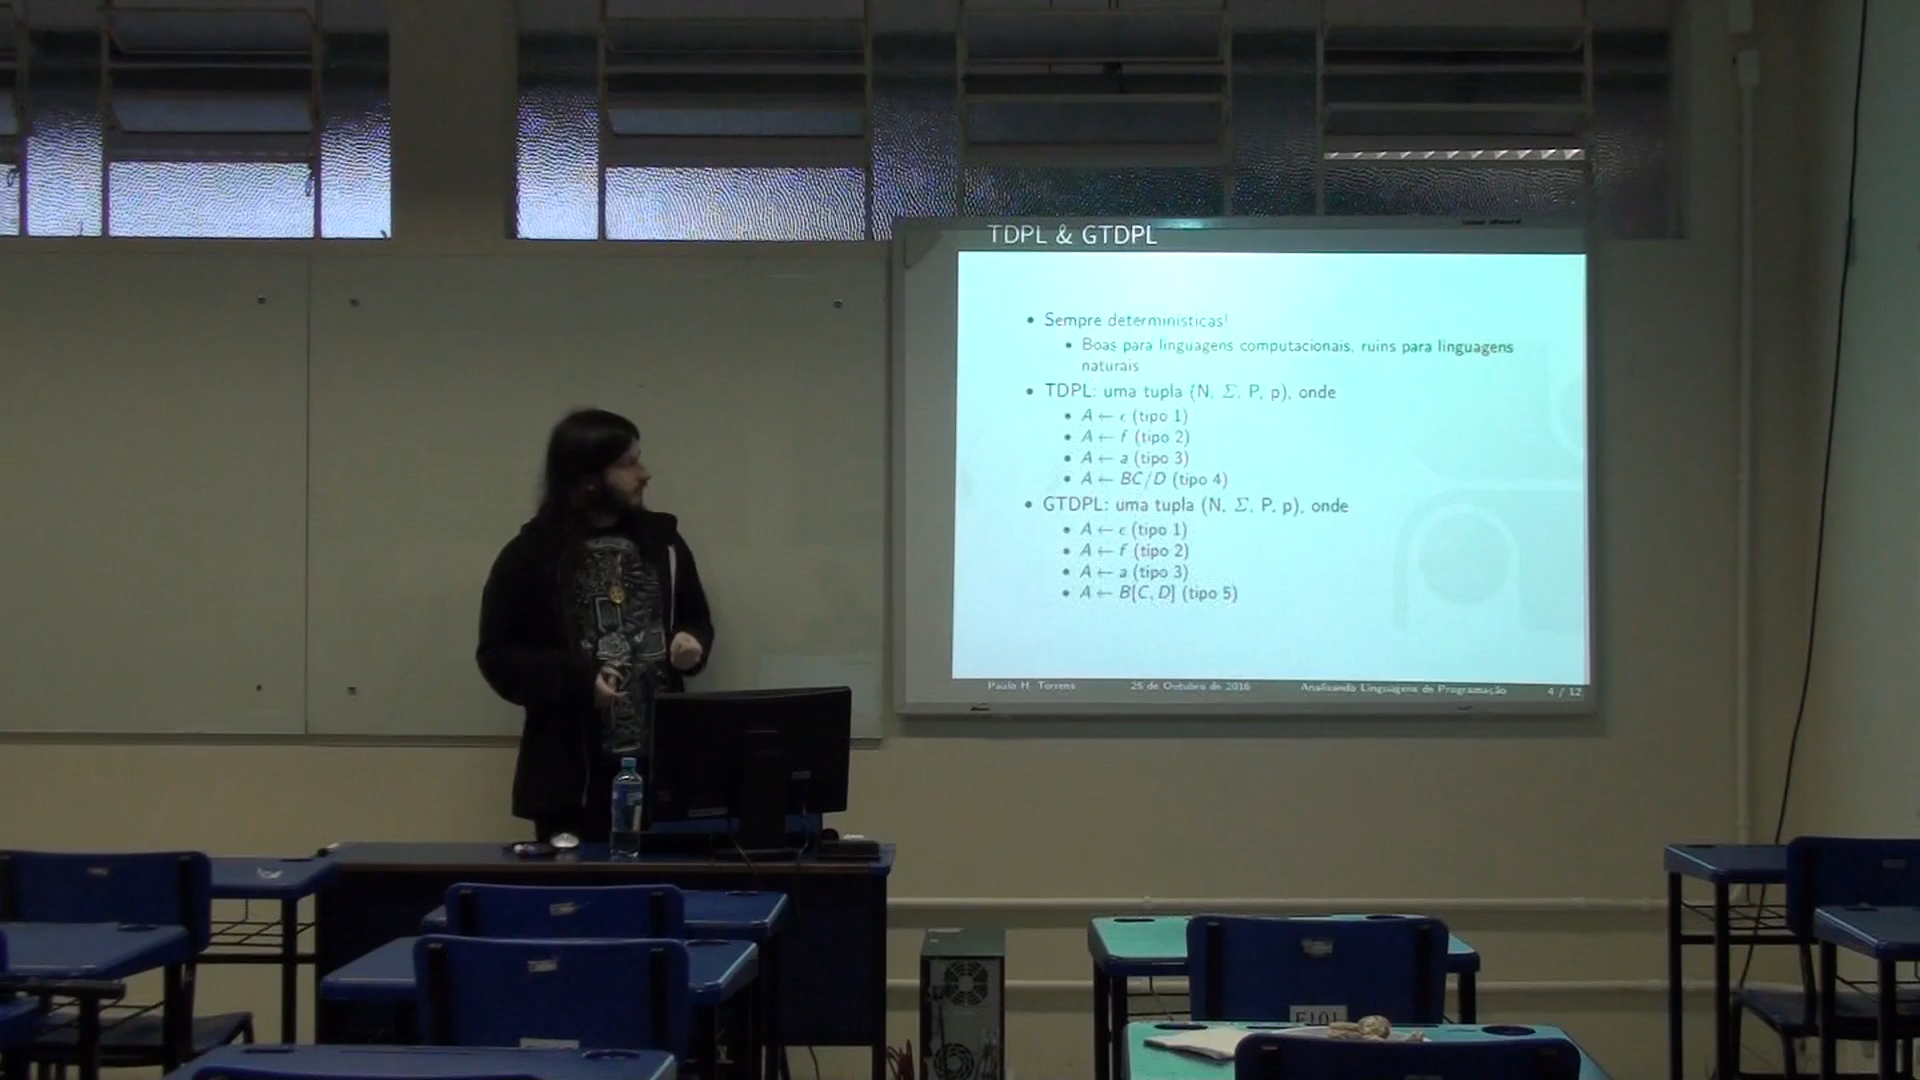 TDPL & GTDPL
• Sempre determinísticas!
• Boas para linguagens computacionais, ruins para linguagens
naturais
• TDPL: uma tupla (N, Σ, P, p), onde
• A ← ϵ (tipo 1)
• A ← f (tipo 2)
• A ← a (tipo 3)
• A ← BC/D (tipo 4)
• GTDPL: uma tupla (N, Σ, P, p), onde
• A ← ϵ (tipo 1)
• A ← f (tipo 2)
• A ← a (tipo 3)
• A ← B[C, D] (tipo 5)
Paulo H. Torrens 25 de Outubro de 2016 Analisando Linguagens de Programação 4 / 12